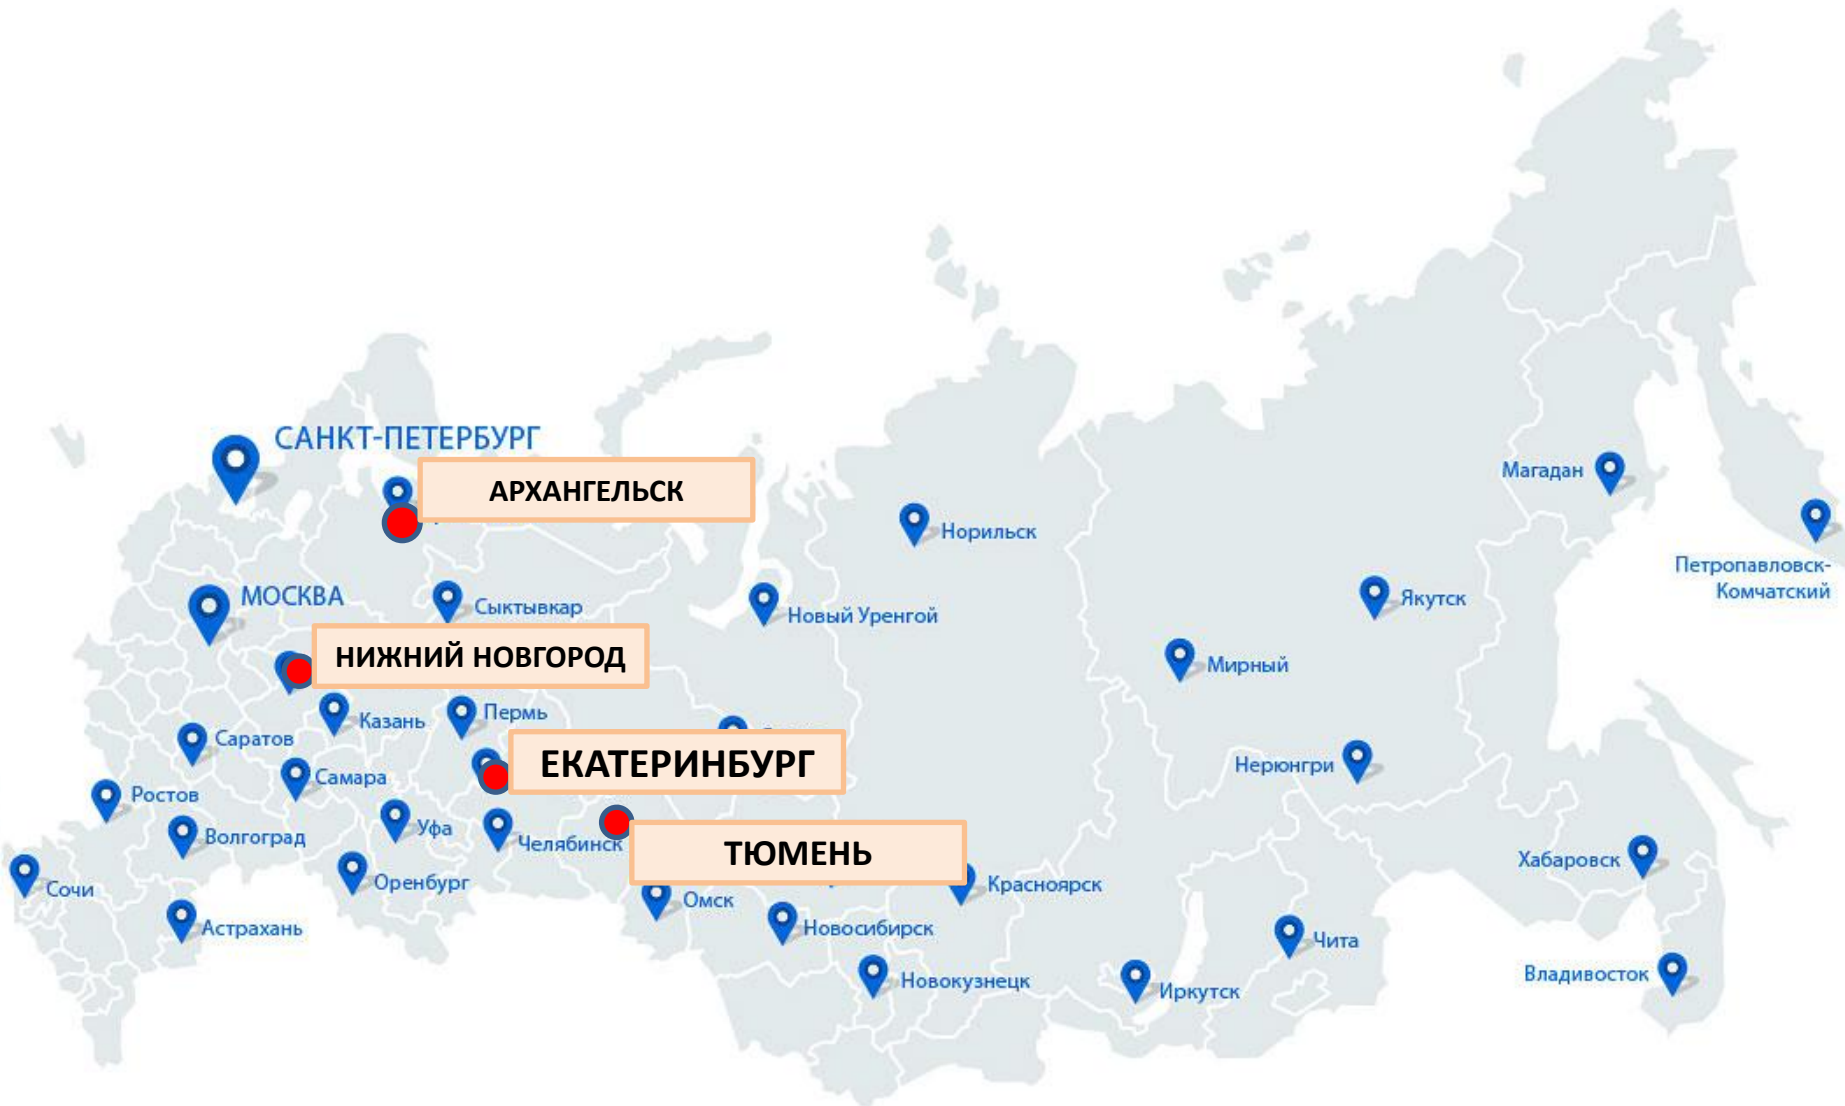 САНКТ-ПЕТЕРБУРГ
АРХАНГЕЛЬСК
Магадан
Норильск
Петропавловск-
Комчатский
МОСКВА
Сыктывкар
Новый Уренгой
Якутск
НИЖНИЙ НОВГОРОД
Мирный
Казань
Пермь
Саратов
ЕКАТЕРИНБУРГ
Нерюнгри
Самара
Ростов
Волгоград
Уфа
Челябинск
ТЮМЕНЬ
Хабаровск
Сочи
Оренбург
Красноярск
Омск
Астрахань
Новосибирск
Чита
Новокузнецк
Иркутск
Владивосток